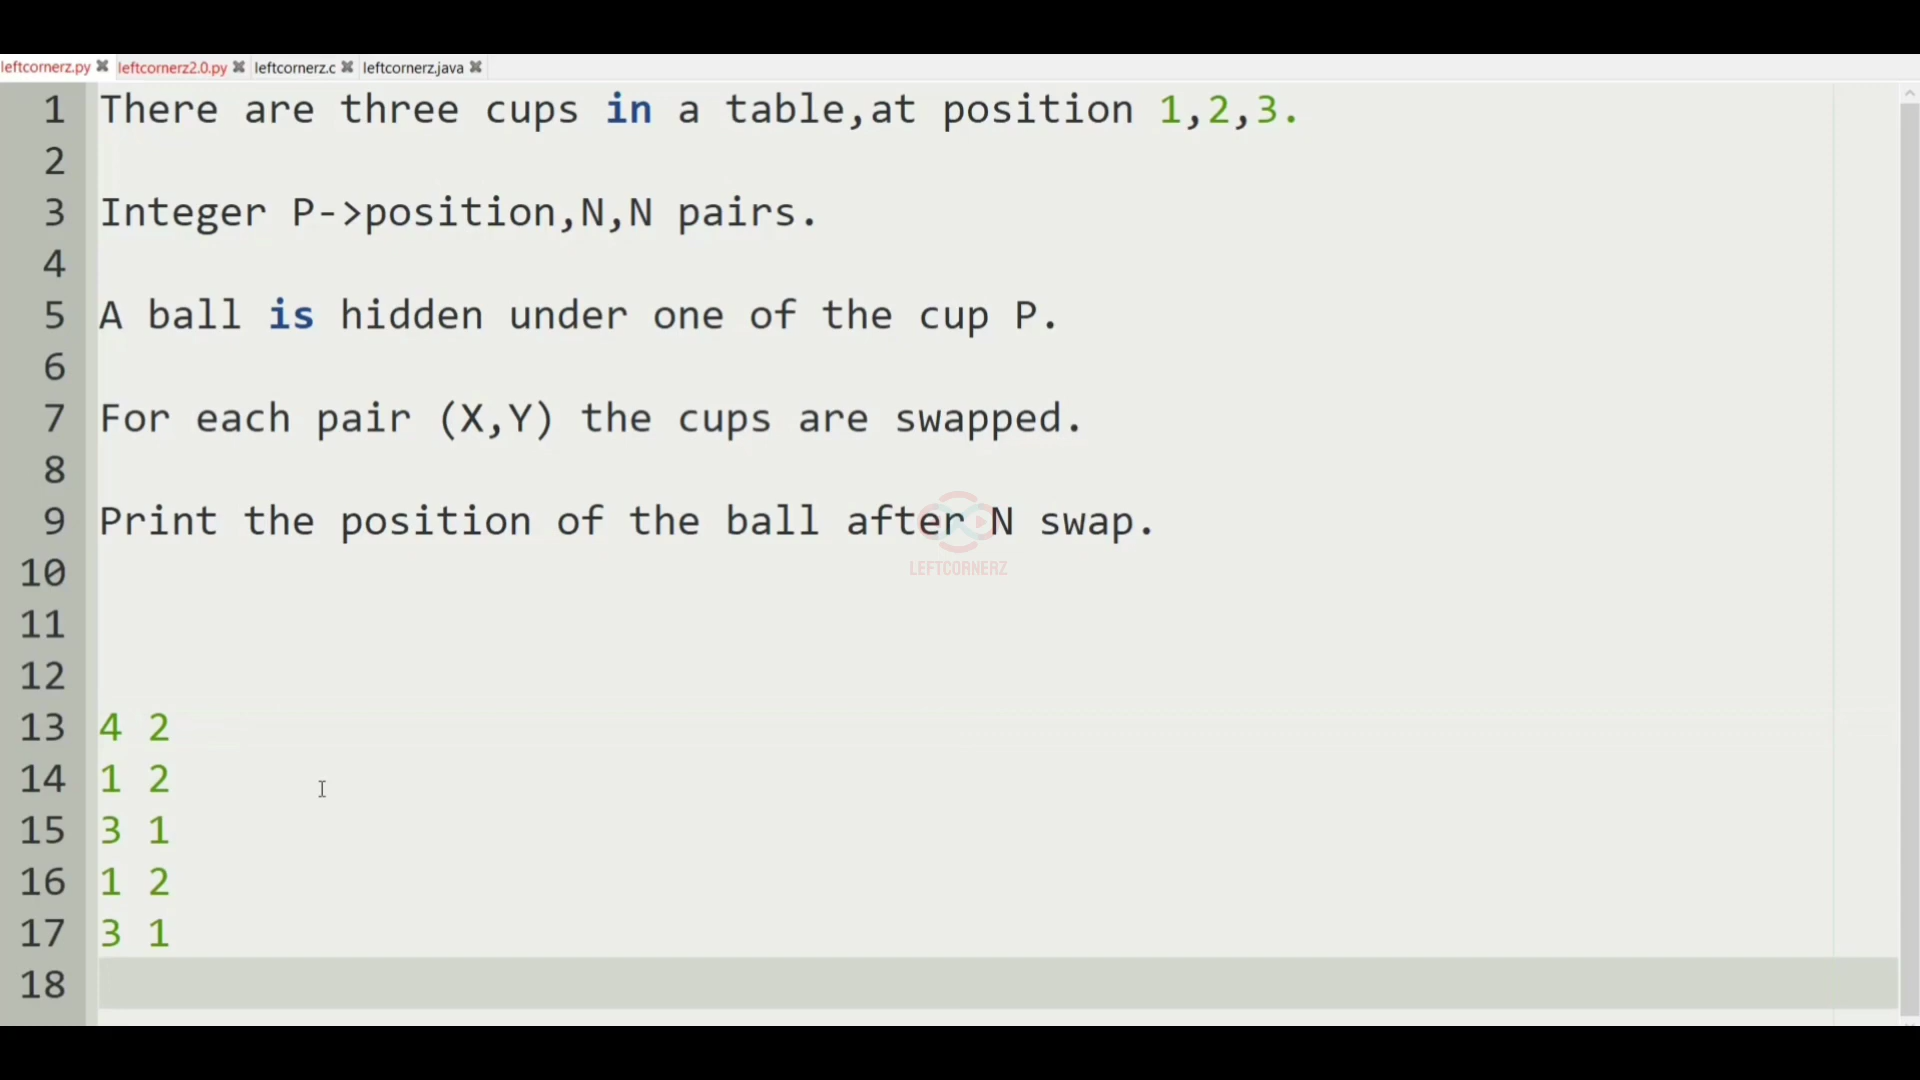 leftcornerz.py leftcornerz2.0.py leftcornerz.c leftcornerz.java
1 There are three cups in a table,at position 1,2,3.
2
3 Integer P->position,N,N pairs.
4
5 A ball is hidden under one of the cup P.
6
7 For each pair (X,Y) the cups are swapped.
8
9 Print the position of the ball after N swap.
LEFTCORNERZ
10
11
12
13 4 2
14 1 2
15 3 1
16 1 2
17 3 1
18